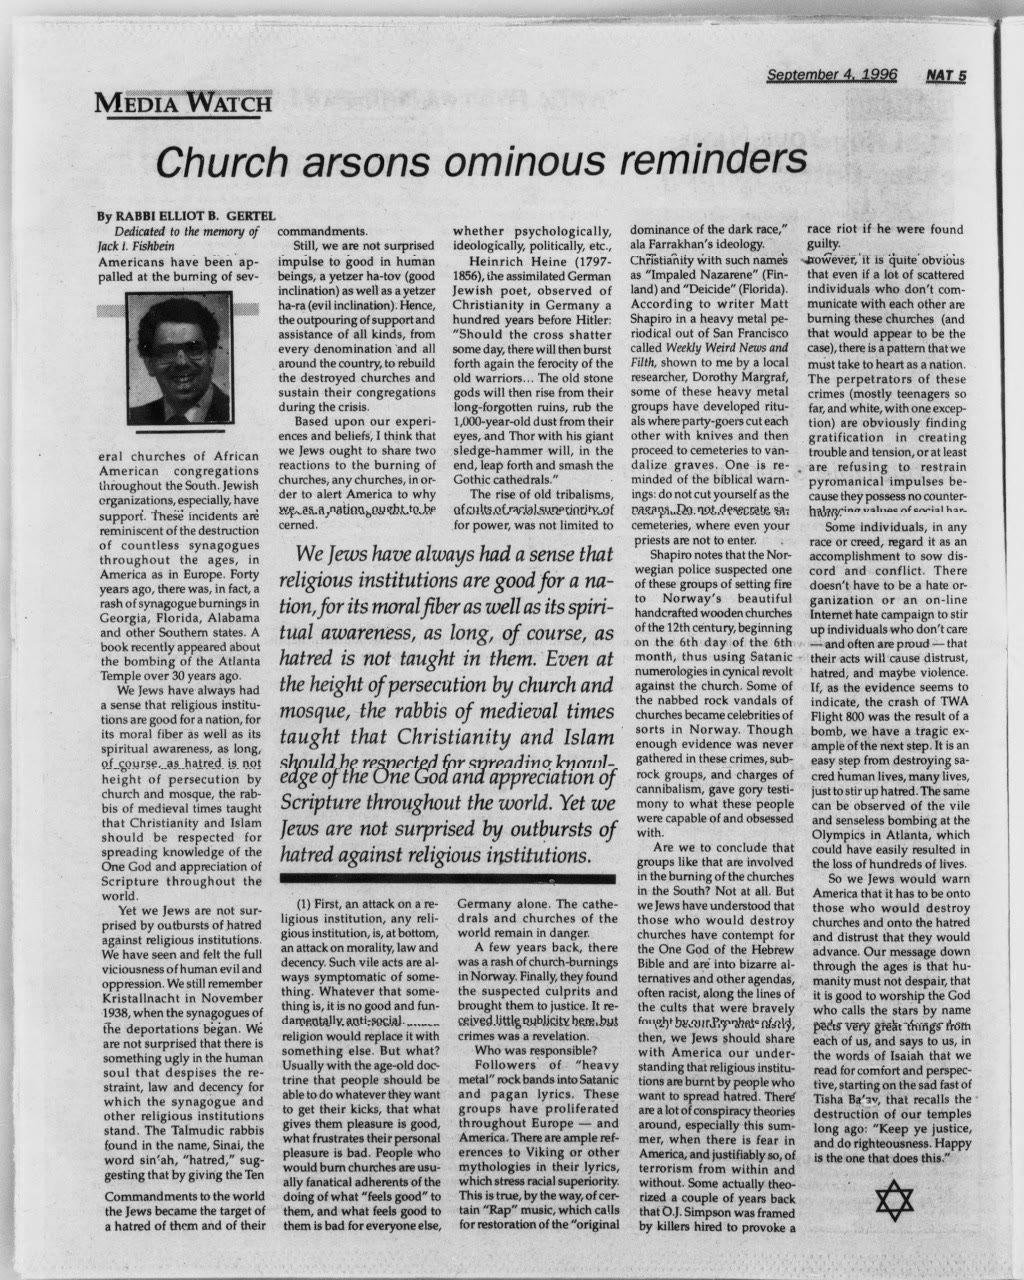 September 4, 1996 NAT 5
MEDIA WATCH
Church arsons ominous reminders
By RABBI ELLIOT B. GERTEL
Dedicated to the memory of
Jack I. Fishbein
Americans have been ap-
palled at the burning of sev-
eral churches of African
American congregations
throughout the South. Jewish
organizations, especially, have
support. These incidents are
reminiscent of the destruction
of countless synagogues
throughout the ages, in
America as in Europe. Forty
years ago, there was, in fact, a
rash of synagogue burnings in
Georgia, Florida, Alabama
and other Southern states. A
book recently appeared about
the bombing of the Atlanta
Temple over 30 years ago.
We Jews have always had
a sense that religious institu-
tions are good for a nation, for
its moral fiber as well as its
spiritual awareness, as long,
of course, as hatred is not
height of persecution by
church and mosque, the rab-
bis of medieval times taught
that Christianity and Islam
should be respected for
spreading knowledge of the
One God and appreciation of
Scripture throughout the
world.
Yet we Jews are not sur-
prised by outbursts of hatred
against religious institutions.
We have seen and felt the full
viciousness of human evil and
oppression. We still remember
Kristallnacht in November
1938, when the synagogues of
the deportations began. We
are not surprised that there is
something ugly in the human
soul that despises the re-
straint, law and decency for
which the synagogue and
other religious institutions
stand. The Talmudic rabbis
found in the name, Sinai, the
word sin'ah, "hatred," sug-
gesting that by giving the Ten
Commandments to the world
the Jews became the target of
a hatred of them and of their
commandments.
Still, we are not surprised
impulse to good in human
beings, a yetzer ha-tov (good
inclination) as well as a yetzer
ha-ra (evil inclination). Hence,
the outpouring of support and
assistance of all kinds, from
every denomination and all
around the country, to rebuild
the destroyed churches and
sustain their congregations
during the crisis.
Based upon our experi-
ences and beliefs, I think that
we Jews ought to share two
reactions to the burning of
churches, any churches, in or-
der to alert America to why
we, as a nation, ought to be
cerned.
We Jews have always had a sense that
religious institutions are good for a na-
tion, for its moral fiber as well as its spiri-
tual awareness, as long, of course, as
hatred is not taught in them. Even at
the height of persecution by church and
mosque, the rabbis of medieval times
taught that Christianity and Islam
should be respected for spreading knowl-
edge of the One God and appreciation of
Scripture throughout the world. Yet we
Jews are not surprised by outbursts of
hatred against religious institutions.
(1) First, an attack on a re-
ligious institution, any reli-
gious institution, is, at bottom,
an attack on morality, law and
decency. Such vile acts are al-
ways symptomatic of some-
thing. Whatever that some-
thing is, it is no good and fun-
damentally anti-social
religion would replace it with
something else. But what?
Usually with the age-old doc-
trine that people should be
able to do whatever they want
to get their kicks, that what
gives them pleasure is good,
what frustrates their personal
pleasure is bad. People who
would burn churches are usu-
ally fanatical adherents of the
doing of what "feels good" to
them, and what feels good to
them is bad for everyone else,
whether psychologically,
ideologically, politically, etc.,
Heinrich Heine (1797-
1856), the assimilated German
Jewish poet, observed of
Christianity in Germany a
hundred years before Hitler:
"Should the cross shatter
some day, there will then burst
forth again the ferocity of the
old warriors... The old stone
gods will then rise from their
long-forgotten ruins, rub the
1,000-year-old dust from their
eyes, and Thor with his giant
sledge-hammer will, in the
end, leap forth and smash the
Gothic cathedrals."
The rise of old tribalisms,
of cults of racial superiority, of
for power, was not limited to
Germany alone. The cathe-
drals and churches of the
world remain in danger.
A few years back, there
was a rash of church-burnings
in Norway. Finally, they found
the suspected culprits and
brought them to justice. It re-
ceived little publicity here, but
crimes was a revelation.
Who was responsible?
Followers of "heavy
metal" rock bands into Satanic
and pagan lyrics. These
groups have proliferated
throughout Europe — and
America. There are ample ref-
erences to Viking or other
mythologies in their lyrics,
which stress racial superiority.
This is true, by the way, of cer-
tain "Rap" music, which calls
for restoration of the "original
dominance of the dark race,"
ala Farrakhan's ideology.
Christianity with such names
as "Impaled Nazarene" (Fin-
land) and "Deicide" (Florida).
According to writer Matt
Shapiro in a heavy metal pe-
riodical out of San Francisco
called Weekly Weird News and
Filth, shown to me by a local
researcher, Dorothy Margraf,
some of these heavy metal
groups have developed ritu-
als where party-goers cut each
other with knives and then
proceed to cemeteries to van-
dalize graves. One is re-
minded of the biblical warn-
ings: do not cut yourself as the
pagans. Do not desecrate
cemeteries, where even your
priests are not to enter.
Shapiro notes that the Nor-
wegian police suspected one
of these groups of setting fire
to Norway's beautiful
handcrafted wooden churches
of the 12th century, beginning
on the 6th day of the 6th
month, thus using Satanic
numerologies in cynical revolt
against the church. Some of
the nabbed rock vandals of
churches became celebrities of
sorts in Norway. Though
enough evidence was never
gathered in these crimes, sub-
rock groups, and charges of
cannibalism, gave gory testi-
mony to what these people
were capable of and obsessed
with.
Are we to conclude that
groups like that are involved
in the burning of the churches
in the South? Not at all. But
we Jews have understood that
those who would destroy
churches have contempt for
the One God of the Hebrew
Bible and are into bizarre al-
ternatives and other agendas,
often racist, along the lines of
the cults that were bravely
fought by our Prophets of old,
then, we Jews should share
with America our under-
standing that religious institu-
tions are burnt by people who
want to spread hatred. There
are a lot of conspiracy theories
around, especially this sum-
mer, when there is fear in
America, and justifiably so, of
terrorism from within and
without. Some actually theo-
rized a couple of years back
that O.J. Simpson was framed
by killers hired to provoke a
race riot if he were found
guilty.
however, it is quite obvious
that even if a lot of scattered
individuals who don't com-
municate with each other are
burning these churches (and
that would appear to be the
case), there is a pattern that we
must take to heart as a nation.
The perpetrators of these
crimes (mostly teenagers so
far, and white, with one excep-
tion) are obviously finding
gratification in creating
trouble and tension, or at least
are refusing to restrain
pyromanical impulses be-
cause they possess no counter-
balancing values of social har-
Some individuals, in any
race or creed, regard it as an
accomplishment to sow dis-
cord and conflict. There
doesn't have to be a hate or-
ganization or an on-line
Internet hate campaign to stir
up individuals who don't care
— and often are proud — that
their acts will cause distrust,
hatred, and maybe violence.
If, as the evidence seems to
indicate, the crash of TWA
Flight 800 was the result of a
bomb, we have a tragic ex-
ample of the next step. It is an
easy step from destroying sa-
cred human lives, many lives,
just to stir up hatred. The same
can be observed of the vile
and senseless bombing at the
Olympics in Atlanta, which
could have easily resulted in
the loss of hundreds of lives.
So we Jews would warn
America that it has to be onto
those who would destroy
churches and onto the hatred
and distrust that they would
advance. Our message down
through the ages is that hu-
manity must not despair, that
it is good to worship the God
who calls the stars by name
pects very great things from
each of us, and says to us, in
the words of Isaiah that we
read for comfort and perspec-
tive, starting on the sad fast of
Tisha Ba'av, that recalls the
destruction of our temples
long ago: "Keep ye justice,
and do righteousness. Happy
is the one that does this."